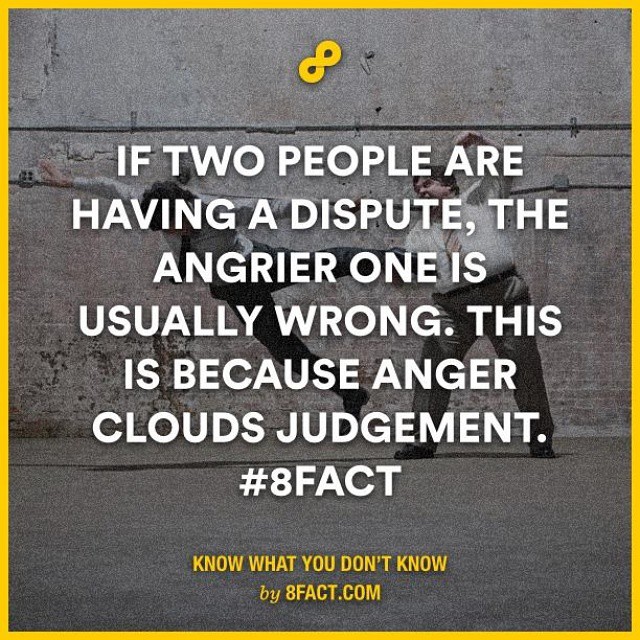 IF TWO PEOPLE ARE
HAVING A DISPUTE, THE
ANGRIER ONE IS
USUALLY WRONG. THIS
IS BECAUSE ANGER
CLOUDS JUDGEMENT.
#8FACT
KNOW WHAT YOU DON'T KNOW
by 8FACT.COM